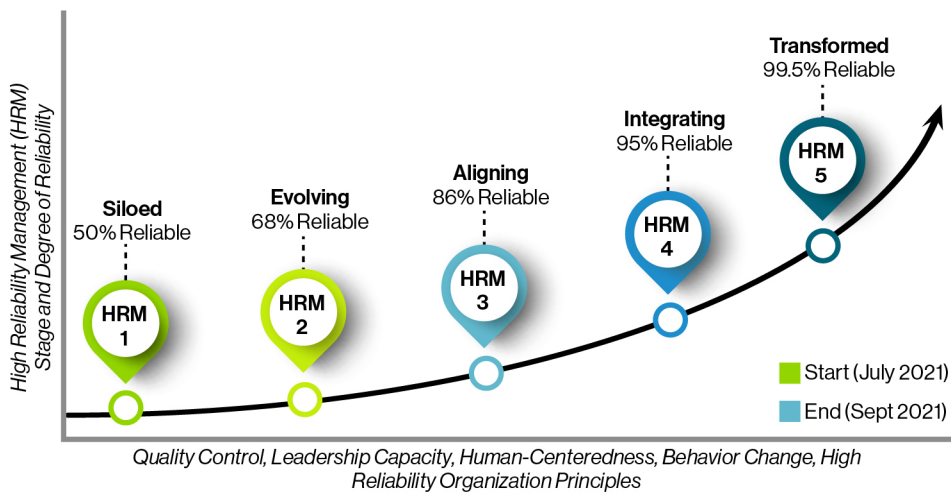 High Reliability Management (HRM)
Stage and Degree of Reliability
Siloed
50% Reliable
HRM
1
Evolving
68% Reliable
HRM
2
Aligning
86% Reliable
HRM
3
Integrating
95% Reliable
HRM
4
Transformed
99.5% Reliable
HRM
5
Start (July 2021)
End (Sept 2021)
Quality Control, Leadership Capacity, Human-Centeredness, Behavior Change, High
Reliability Organization Principles